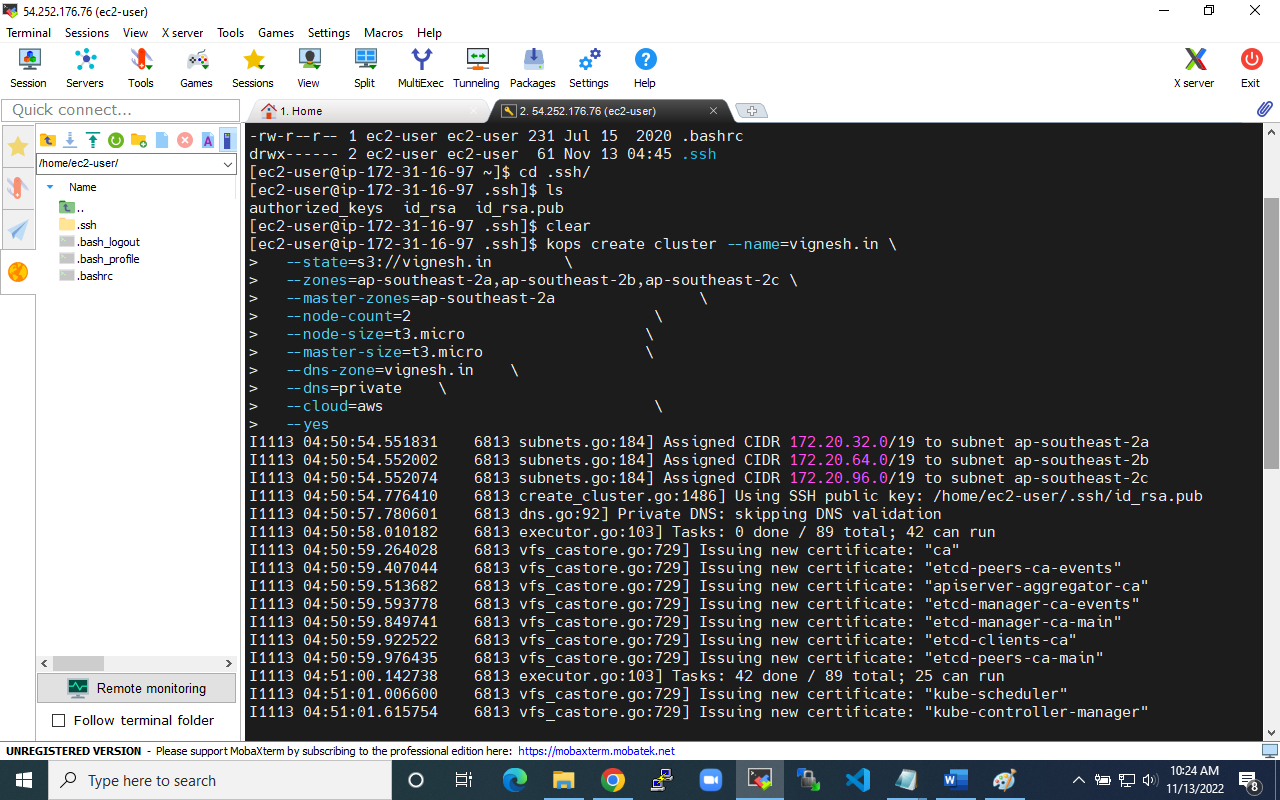 54.252.176.76 (ec2-user)
Terminal Sessions View X server Tools Games Settings Macros Help
Session Servers Tools Games Sessions View Split MultiExec Tunneling Packages Settings Help X server Exit
Quick connect...
1. Home
2. 54.252.176.76 (ec2-user)
/home/ec2-user/
Name
..
.ssh
.bash_logout
.bash_profile
.bashrc
Remote monitoring
Follow terminal folder
-rw-r--r-- 1 ec2-user ec2-user 231 Jul 15  2020 .bashrc
drwx------ 2 ec2-user ec2-user  61 Nov 13 04:45 .ssh
[ec2-user@ip-172-31-16-97 ~]$ cd .ssh/
[ec2-user@ip-172-31-16-97 .ssh]$ ls
authorized_keys  id_rsa  id_rsa.pub
[ec2-user@ip-172-31-16-97 .ssh]$ clear
[ec2-user@ip-172-31-16-97 .ssh]$ kops create cluster --name=vignesh.in \
>   --state=s3://vignesh.in        \
>   --zones=ap-southeast-2a,ap-southeast-2b,ap-southeast-2c \
>   --master-zones=ap-southeast-2a                \
>   --node-count=2                           \
>   --node-size=t3.micro                    \
>   --master-size=t3.micro                  \
>   --dns-zone=vignesh.in    \
>   --dns=private    \
>   --cloud=aws                              \
>   --yes
I1113 04:50:54.551831    6813 subnets.go:184] Assigned CIDR 172.20.32.0/19 to subnet ap-southeast-2a
I1113 04:50:54.552002    6813 subnets.go:184] Assigned CIDR 172.20.64.0/19 to subnet ap-southeast-2b
I1113 04:50:54.552074    6813 subnets.go:184] Assigned CIDR 172.20.96.0/19 to subnet ap-southeast-2c
I1113 04:50:54.776410    6813 create_cluster.go:1486] Using SSH public key: /home/ec2-user/.ssh/id_rsa.pub
I1113 04:50:57.780601    6813 dns.go:92] Private DNS: skipping DNS validation
I1113 04:50:58.010182    6813 executor.go:103] Tasks: 0 done / 89 total; 42 can run
I1113 04:50:59.264028    6813 vfs_castore.go:729] Issuing new certificate: "ca"
I1113 04:50:59.407044    6813 vfs_castore.go:729] Issuing new certificate: "etcd-peers-ca-events"
I1113 04:50:59.513682    6813 vfs_castore.go:729] Issuing new certificate: "apiserver-aggregator-ca"
I1113 04:50:59.593778    6813 vfs_castore.go:729] Issuing new certificate: "etcd-manager-ca-events"
I1113 04:50:59.849741    6813 vfs_castore.go:729] Issuing new certificate: "etcd-manager-ca-main"
I1113 04:50:59.922522    6813 vfs_castore.go:729] Issuing new certificate: "etcd-clients-ca"
I1113 04:50:59.976435    6813 vfs_castore.go:729] Issuing new certificate: "etcd-peers-ca-main"
I1113 04:51:00.142738    6813 executor.go:103] Tasks: 42 done / 89 total; 25 can run
I1113 04:51:01.006600    6813 vfs_castore.go:729] Issuing new certificate: "kube-scheduler"
I1113 04:51:01.615754    6813 vfs_castore.go:729] Issuing new certificate: "kube-controller-manager"
UNREGISTERED VERSION - Please support MobaXterm by subscribing to the professional edition here: https://mobaxterm.mobatek.net
Type here to search
10:24 AM
11/13/2022
8